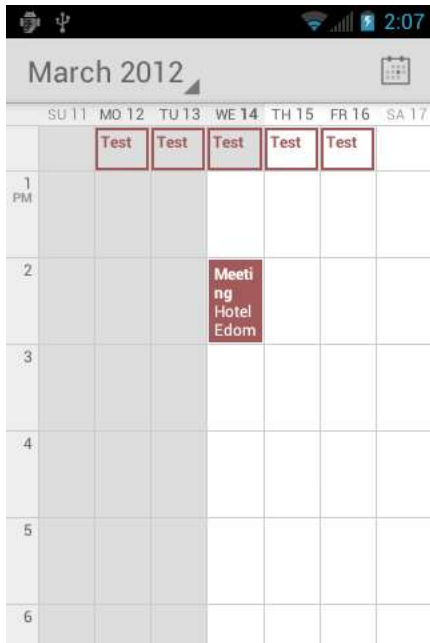 2:07
March 2012
SU 11 MO 12 TU 13 WE 14 TH 15 FR 16 SA 17
Test Test Test Test Test
1
PM
2
Meeti
ng
Hotel
Edom
3
4
5
6